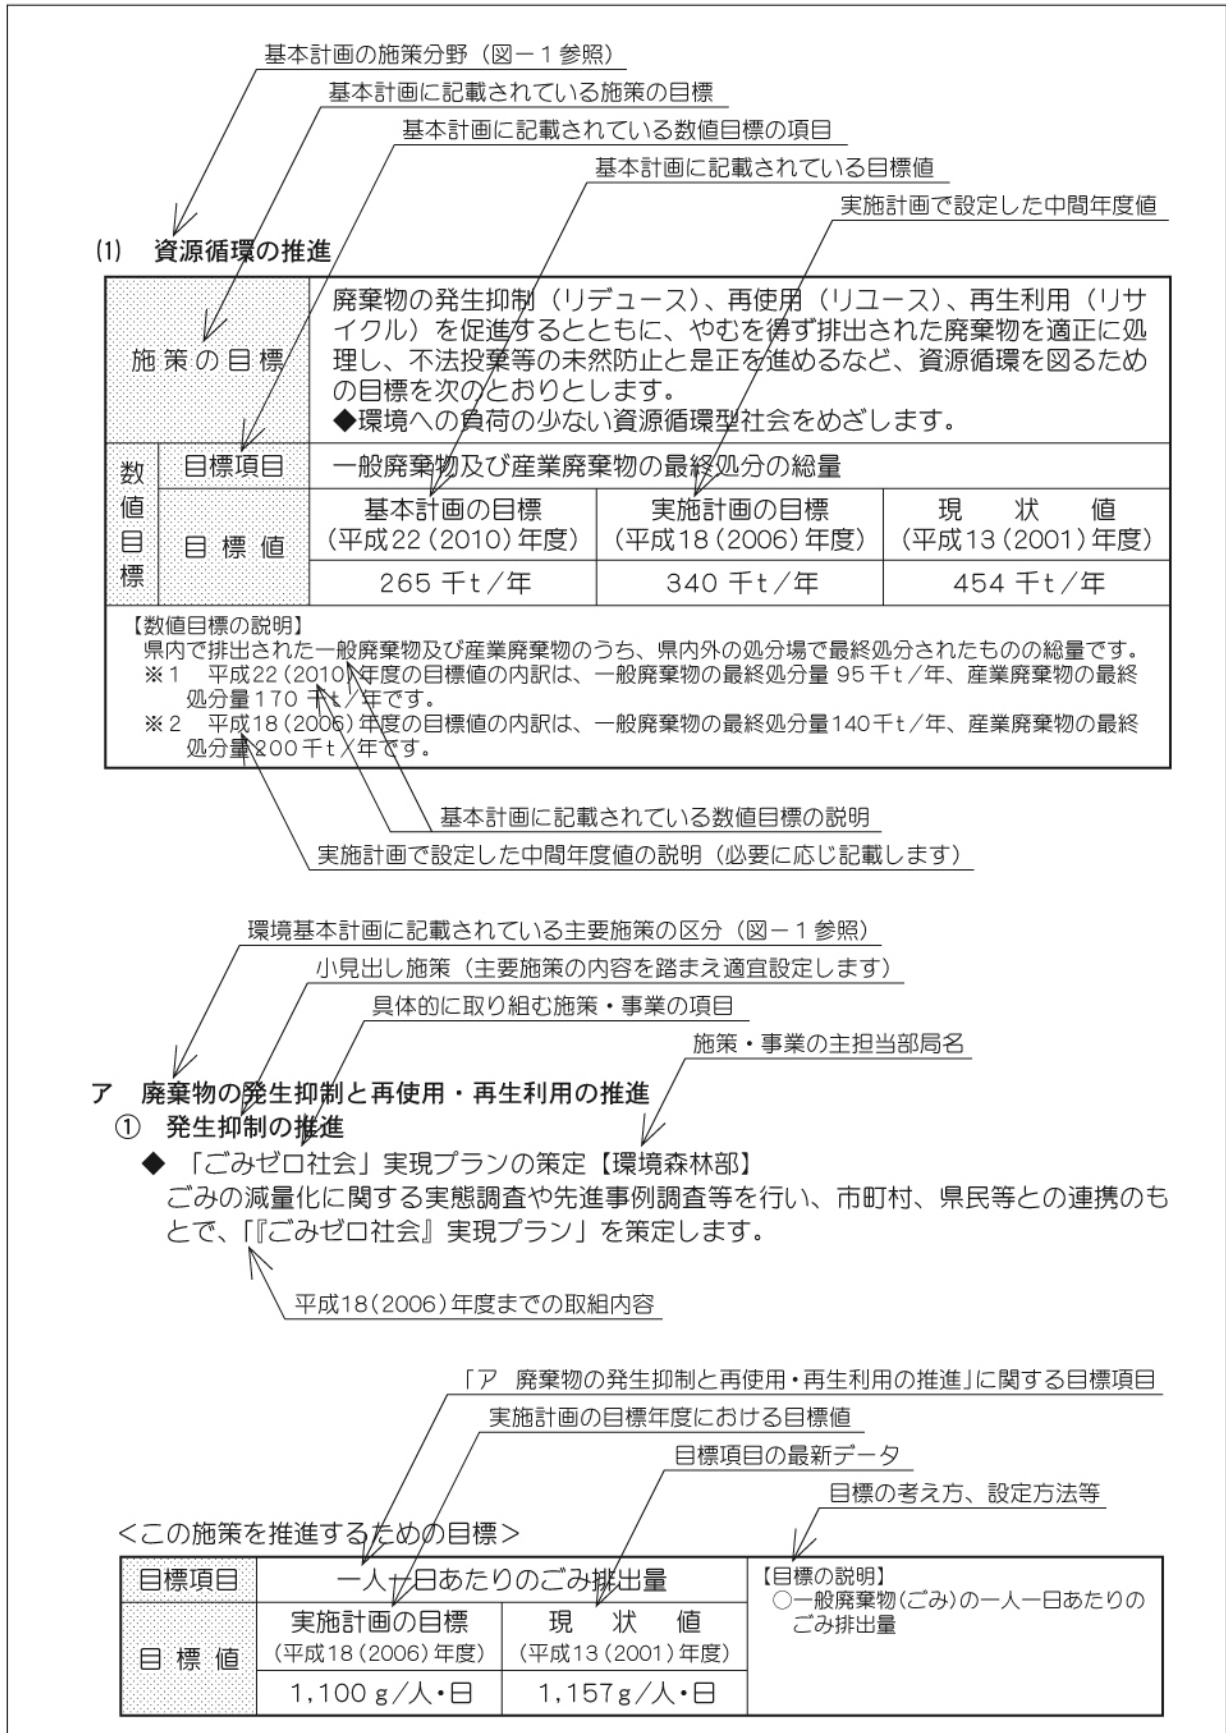 基本計画の施策分野（図－１参照）
基本計画に記載されている施策の目標
基本計画に記載されている数値目標の項目
基本計画に記載されている目標値
実施計画で設定した中間年度値
(1)　資源循環の推進
施策の目標
廃棄物の発生抑制（リデュース）、再使用（リユース）、再生利用（リサ
イクル）を促進するとともに、やむを得ず排出された廃棄物を適正に処
理し、不法投棄等の未然防止と是正を進めるなど、資源循環を図るため
の目標を次のとおりとします。
◆環境への負荷の少ない資源循環型社会をめざします。
数値目標
目標項目
一般廃棄物及び産業廃棄物の最終処分の総量
目標値
基本計画の目標
（平成22（2010）年度）
実施計画の目標
（平成18（2006）年度）
現　状　値
（平成13（2001）年度）
265 千t／年
340 千t／年
454 千t／年
【数値目標の説明】
県内で排出された一般廃棄物及び産業廃棄物のうち、県内外の処分場で最終処分されたものの総量です。
※１　平成22（2010）年度の目標値の内訳は、一般廃棄物の最終処分量 95千t／年、産業廃棄物の最終
処分量170 千t／年です。
※２　平成18（2006）年度の目標値の内訳は、一般廃棄物の最終処分量140千t／年、産業廃棄物の最終
処分量200千t／年です。
基本計画に記載されている数値目標の説明
実施計画で設定した中間年度値の説明（必要に応じ記載します）
環境基本計画に記載されている主要施策の区分（図－１参照）
小見出し施策（主要施策の内容を踏まえ適宜設定します）
具体的に取り組む施策・事業の項目
施策・事業の主担当部局名
ア　廃棄物の発生抑制と再使用・再生利用の推進
①　発生抑制の推進
◆　「ごみゼロ社会」実現プランの策定【環境森林部】
ごみの減量化に関する実態調査や先進事例調査等を行い、市町村、県民等との連携のも
とで、「『ごみゼロ社会』実現プラン」を策定します。
平成18（2006）年度までの取組内容
「ア　廃棄物の発生抑制と再使用・再生利用の推進」に関する目標項目
実施計画の目標年度における目標値
目標項目の最新データ
目標の考え方、設定方法等
＜この施策を推進するための目標＞
目標項目
一人一日あたりのごみ排出量
目標値
実施計画の目標
（平成18（2006）年度）
現　状　値
（平成13（2001）年度）
1,100 g／人・日
1,157g／人・日
【目標の説明】
○一般廃棄物（ごみ）の一人一日あたりの
ごみ排出量